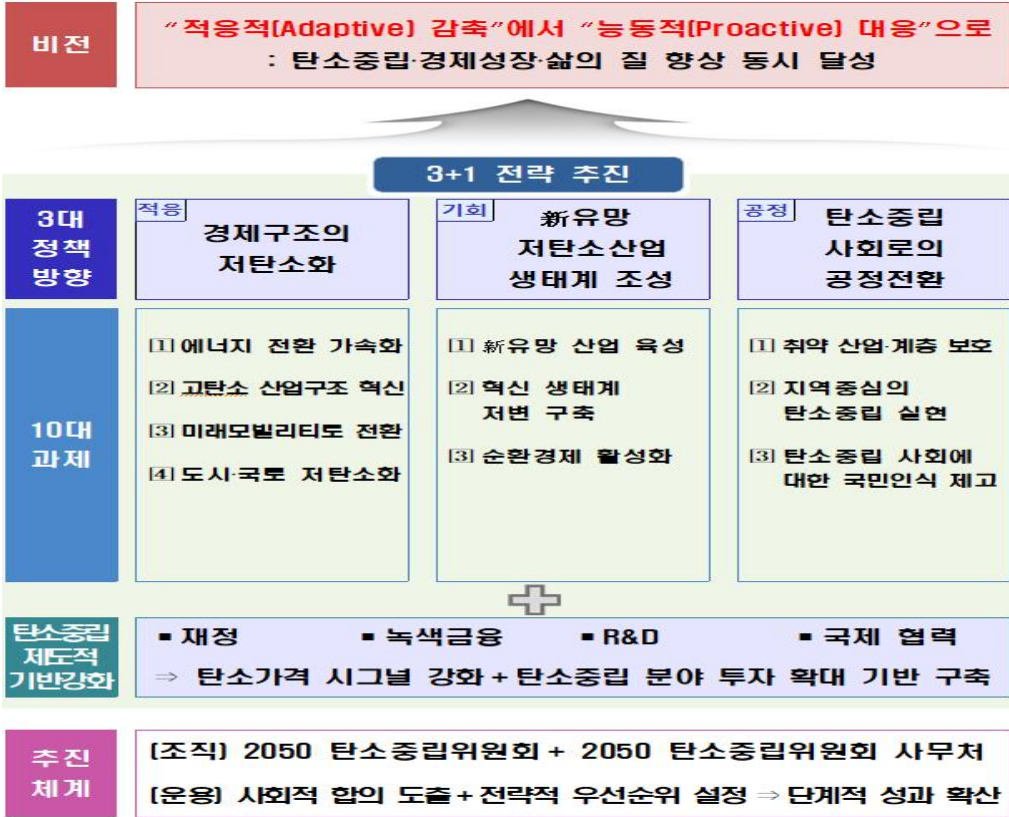 비전
“적응적(Adaptive) 감축”에서 “능동적(Proactive) 대응”으로
: 탄소중립·경제성장·삶의 질 향상 동시 달성
3+1 전략 추진
3대
정책
방향
적응
경제구조의
저탄소화
기회
新유망
저탄소산업
생태계 조성
공정
탄소중립
사회로의
공정전환
10대
과제
[1] 에너지 전환 가속화
[2] 고탄소 산업구조 혁신
[3] 미래모빌리티로 전환
[4] 도시·국토 저탄소화
[1] 新유망 산업 육성
[2] 혁신 생태계
저변 구축
[3] 순환경제 활성화
[1] 취약 산업·계층 보호
[2] 지역중심의
탄소중립 실현
[3] 탄소중립 사회에
대한 국민인식 제고
탄소중립
제도적
기반강화
▪ 재정 ▪ 녹색금융 ▪ R&D ▪ 국제 협력
⇒ 탄소가격 시그널 강화 + 탄소중립 분야 투자 확대 기반 구축
추진
체계
(조직) 2050 탄소중립위원회 + 2050 탄소중립위원회 사무처
(운용) 사회적 합의 도출 + 전략적 우선순위 설정 ⇒ 단계적 성과 확산